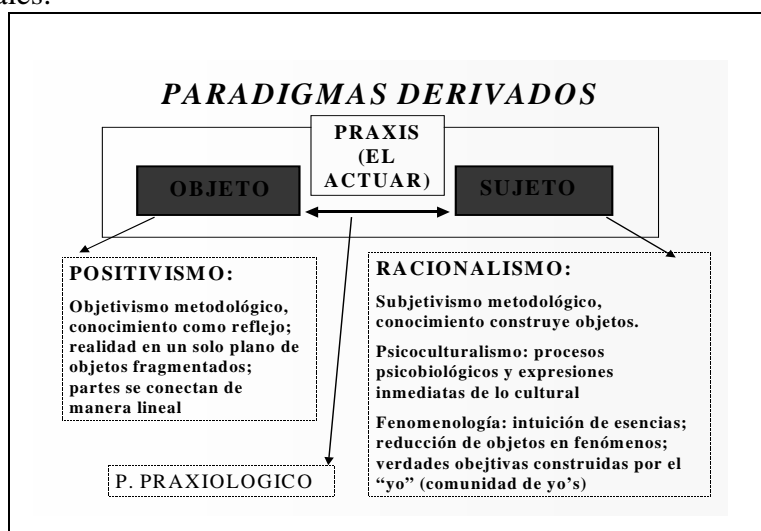 ales:
PARADIGMAS DERIVADOS
PRAXIS
(EL
ACTUAR)
OBJETO
SUJETO
POSITIVISMO:
Objetivismo metodológico,
conocimiento como reflejo;
realidad en un solo plano de
objetos fragmentados;
partes se conectan de
manera lineal
RACIONALISMO:
Subjetivismo metodológico,
conocimiento construye objetos.
Psicoculturalismo: procesos
psicobiológicos y expresiones
inmediatas de lo cultural
Fenomenología: intuición de esencias;
reducción de objetos en fenómenos;
verdades obejtivas construidas por el
“yo” (comunidad de yo’s)
P. PRAXIOLOGICO